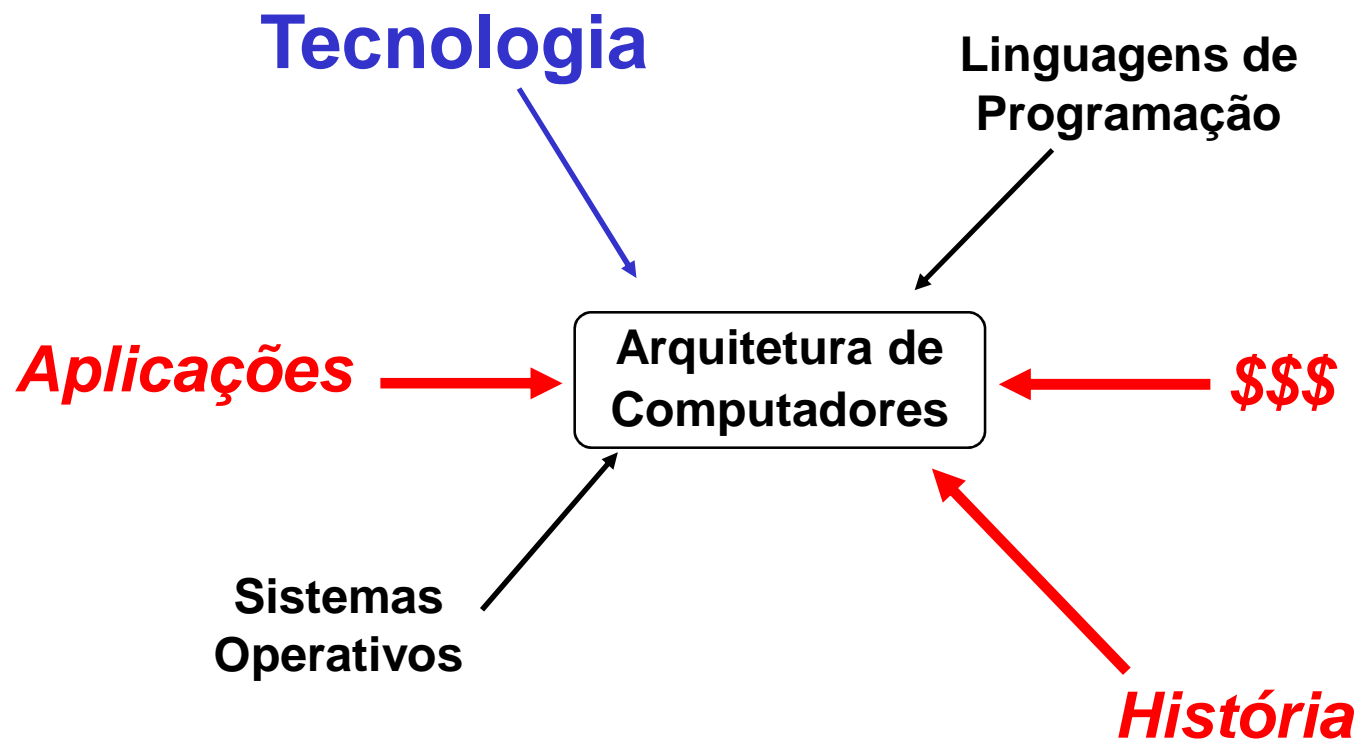 Tecnologia
Linguagens de
Programação
Aplicações
Arquitetura de
Computadores
$$$
Sistemas
Operativos
História